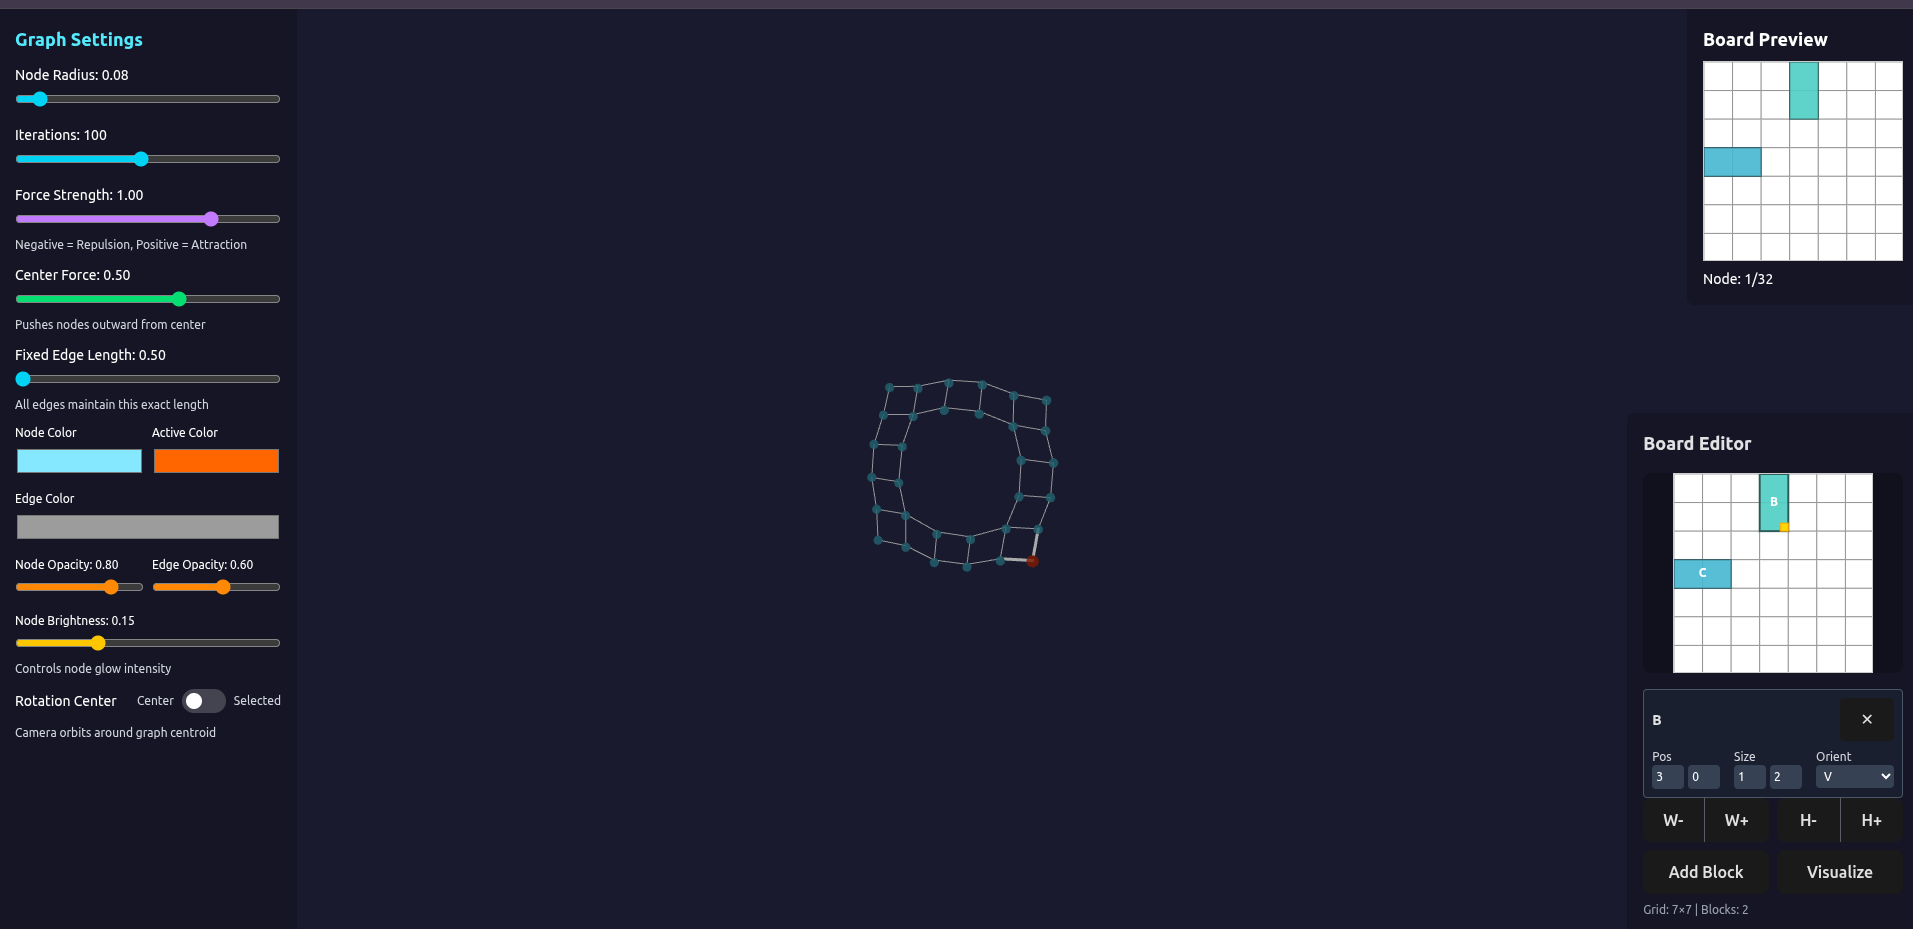 Graph Settings
Node Radius: 0.08
Iterations: 100
Force Strength: 1.00
Negative = Repulsion, Positive = Attraction
Center Force: 0.50
Pushes nodes outward from center
Fixed Edge Length: 0.50
All edges maintain this exact length
Node Color Active Color
Edge Color
Node Opacity: 0.80 Edge Opacity: 0.60
Node Brightness: 0.15
Controls node glow intensity
Rotation Center Center Selected
Camera orbits around graph centroid
Board Preview
Node: 1/32
Board Editor
B
C
B ×
Pos Size Orient
3 0 1 2 V
W- W+ H- H+
Add Block Visualize
Grid: 7×7 | Blocks: 2